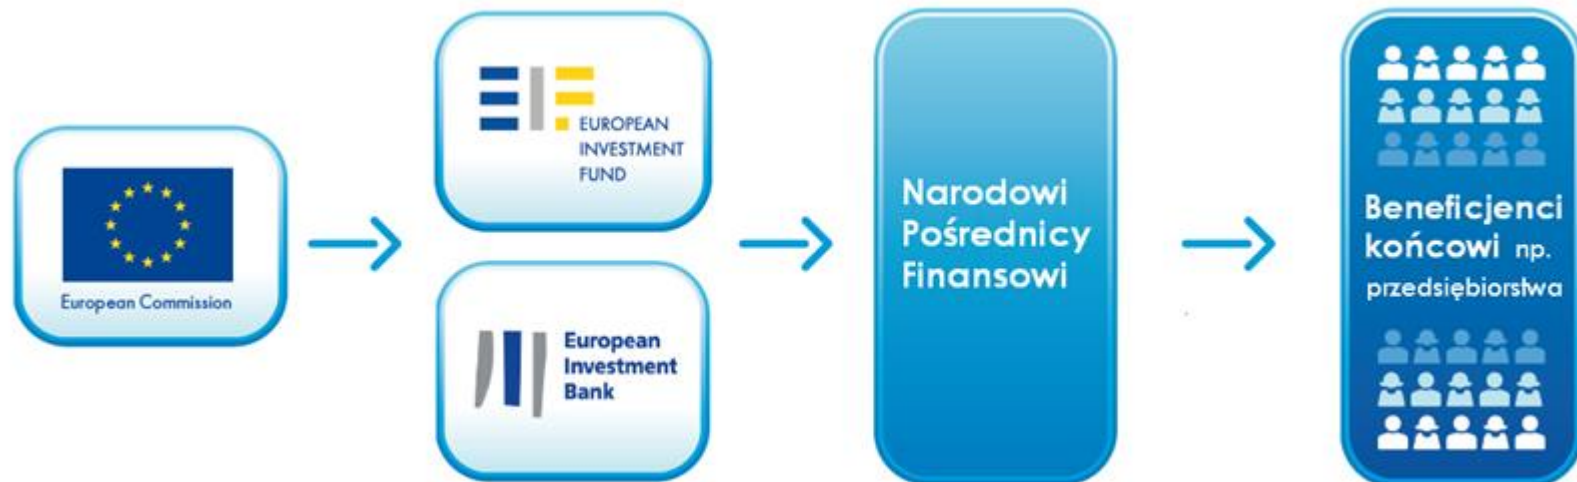 European Commission
EUROPEAN
INVESTMENT
FUND
European
Investment
Bank
Narodowi
Pośrednicy
Finansowi
Beneficjenci
końcowi np.
przedsiębiorstwa